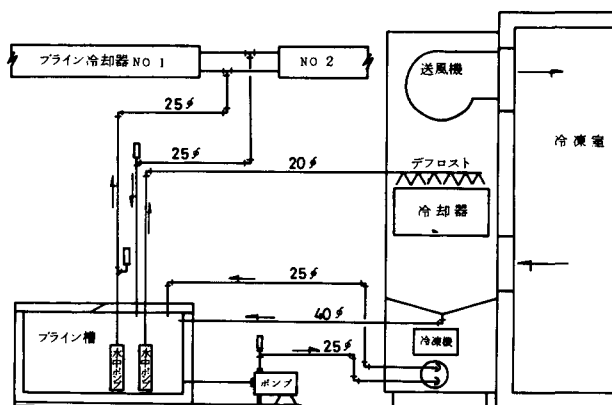 ブライン冷却器NO 1
NO 2
送風機
冷凍室
25φ
25φ
20φ
デフロスト
冷却器
25φ
40φ
ブライン槽
水中ポンプ
水中ポンプ
25φ
ポンプ
冷凍機